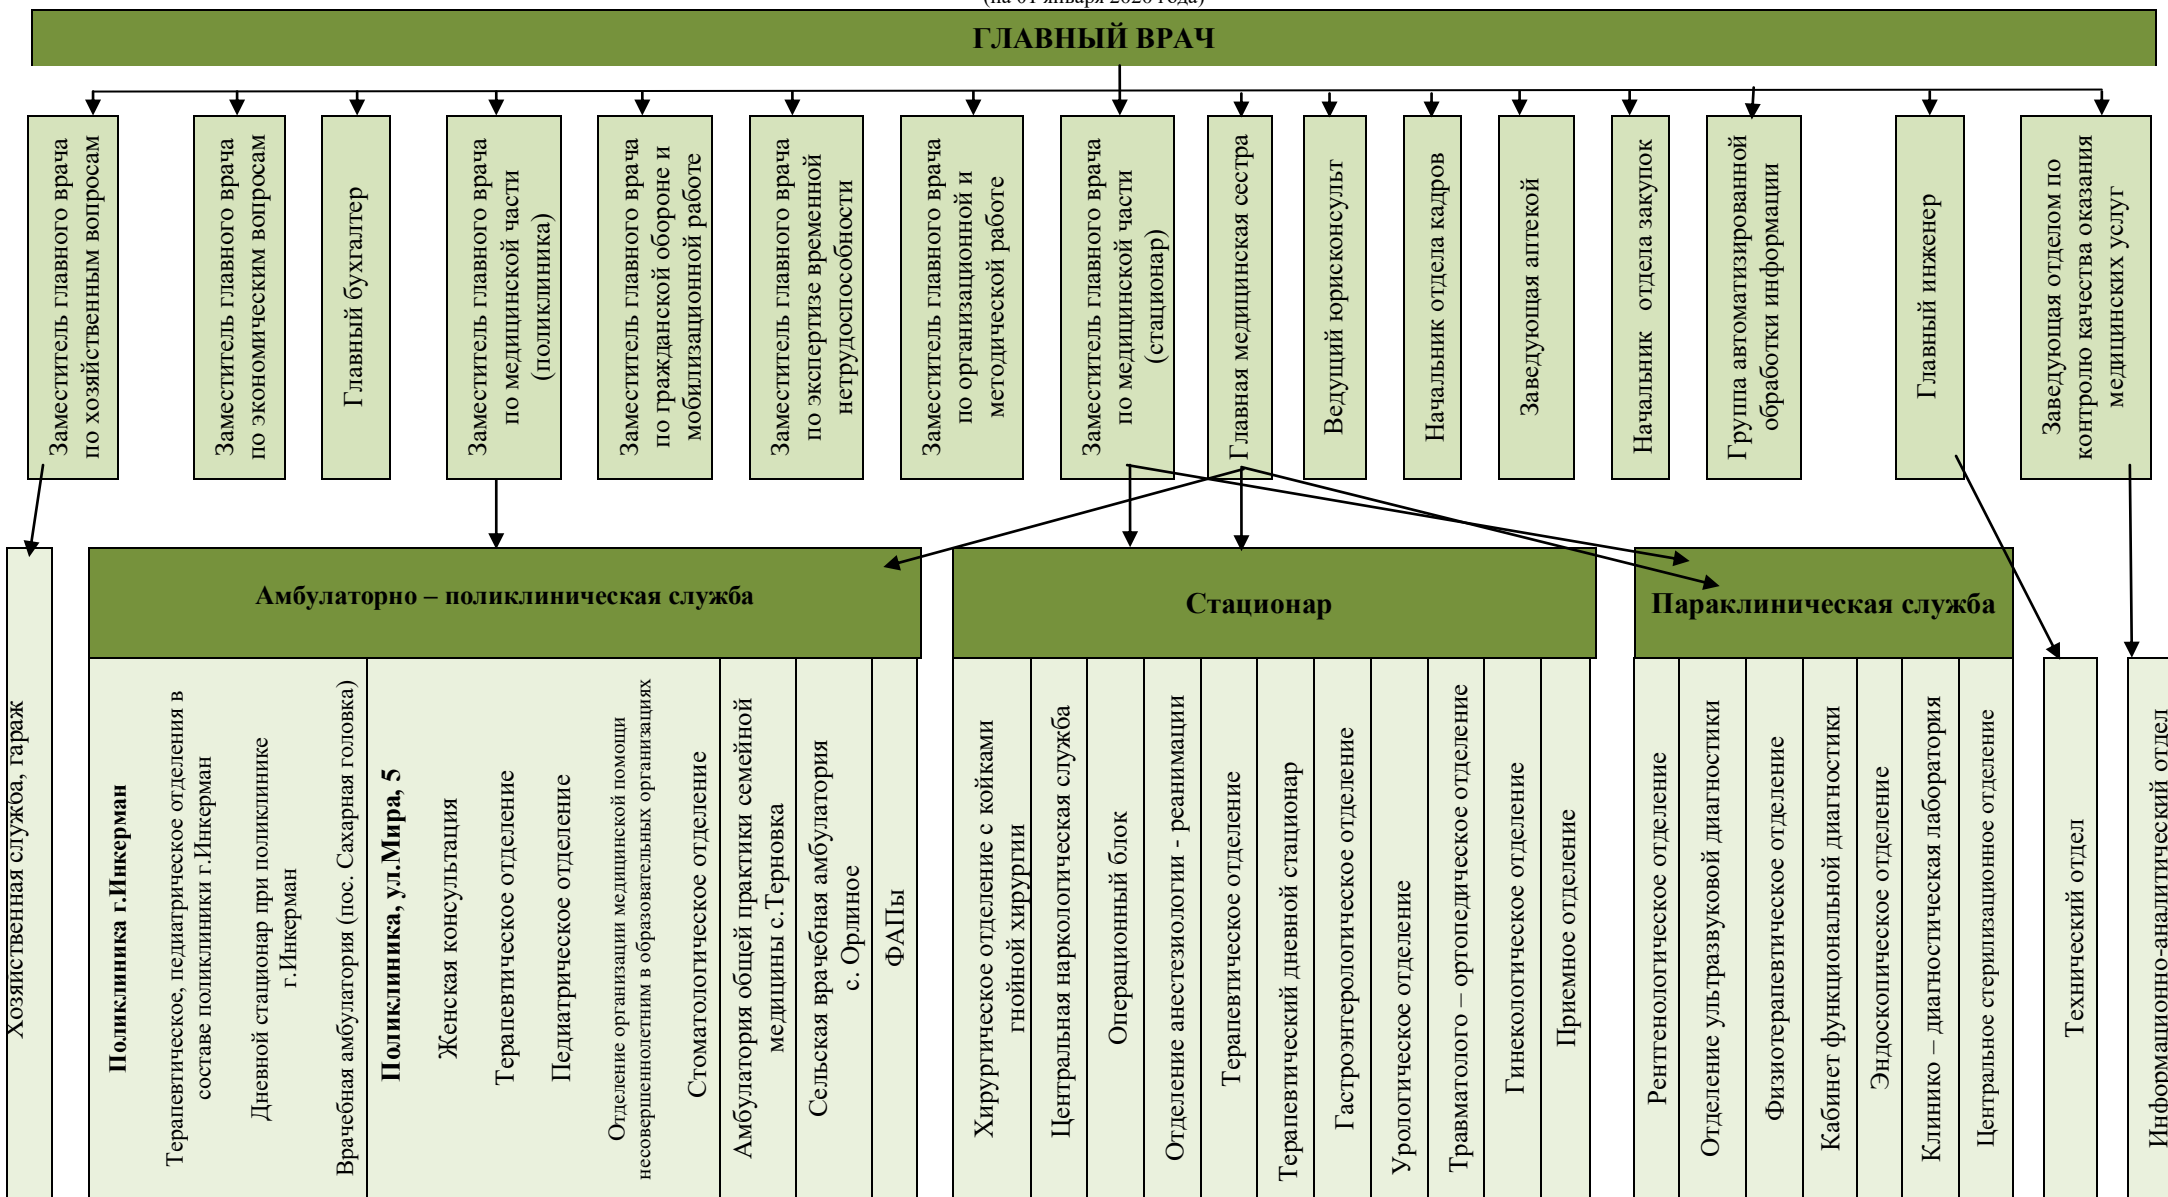 (на 01 января 2020 года)
ГЛАВНЫЙ ВРАЧ
Заместитель главного врача
по хозяйственным вопросам
Заместитель главного врача
по экономическим вопросам
Главный бухгалтер
Заместитель главного врача
по медицинской части
(поликлиника)
Заместитель главного врача
по гражданской обороне и
мобилизационной работе
Заместитель главного врача
по экспертизе временной
нетрудоспособности
Заместитель главного врача
по организационной и
методической работе
Заместитель главного врача
по медицинской части
(стационар)
Главная медицинская сестра
Ведущий юрисконсульт
Начальник отдела кадров
Заведующая аптекой
Начальник отдела закупок
Группа автоматизированной
обработки информации
Главный инженер
Заведующая отделом по
контролю качества оказания
медицинских услуг
Хозяйственная служба, гараж
Амбулаторно – поликлиническая служба
Поликлиника г.Инкерман
Терапевтическое, педиатрическое отделения в
составе поликлиники г.Инкерман
Дневной стационар при поликлинике
г.Инкерман
Врачебная амбулатория (пос. Сахарная головка)
Поликлиника, ул.Мира, 5
Женская консультация
Терапевтическое отделение
Педиатрическое отделение
Отделение организации медицинской помощи
несовершеннолетним в образовательных организациях
Стоматологическое отделение
Амбулатория общей практики семейной
медицины с.Терновка
Сельская врачебная амбулатория
с. Орлиное
ФАПы
Стационар
Хирургическое отделение с койками
гнойной хирургии
Центральная наркологическая служба
Операционный блок
Отделение анестезиологии - реанимации
Терапевтическое отделение
Терапевтический дневной стационар
Гастроэнтерологическое отделение
Урологическое отделение
Травматолого – ортопедическое отделение
Гинекологическое отделение
Приемное отделение
Параклиническая служба
Рентгенологическое отделение
Отделение ультразвуковой диагностики
Физиотерапевтическое отделение
Кабинет функциональной диагностики
Эндоскопическое отделение
Клинико – диагностическая лаборатория
Центральное стерилизационное отделение
Технический отдел
Информационно-аналитический отдел